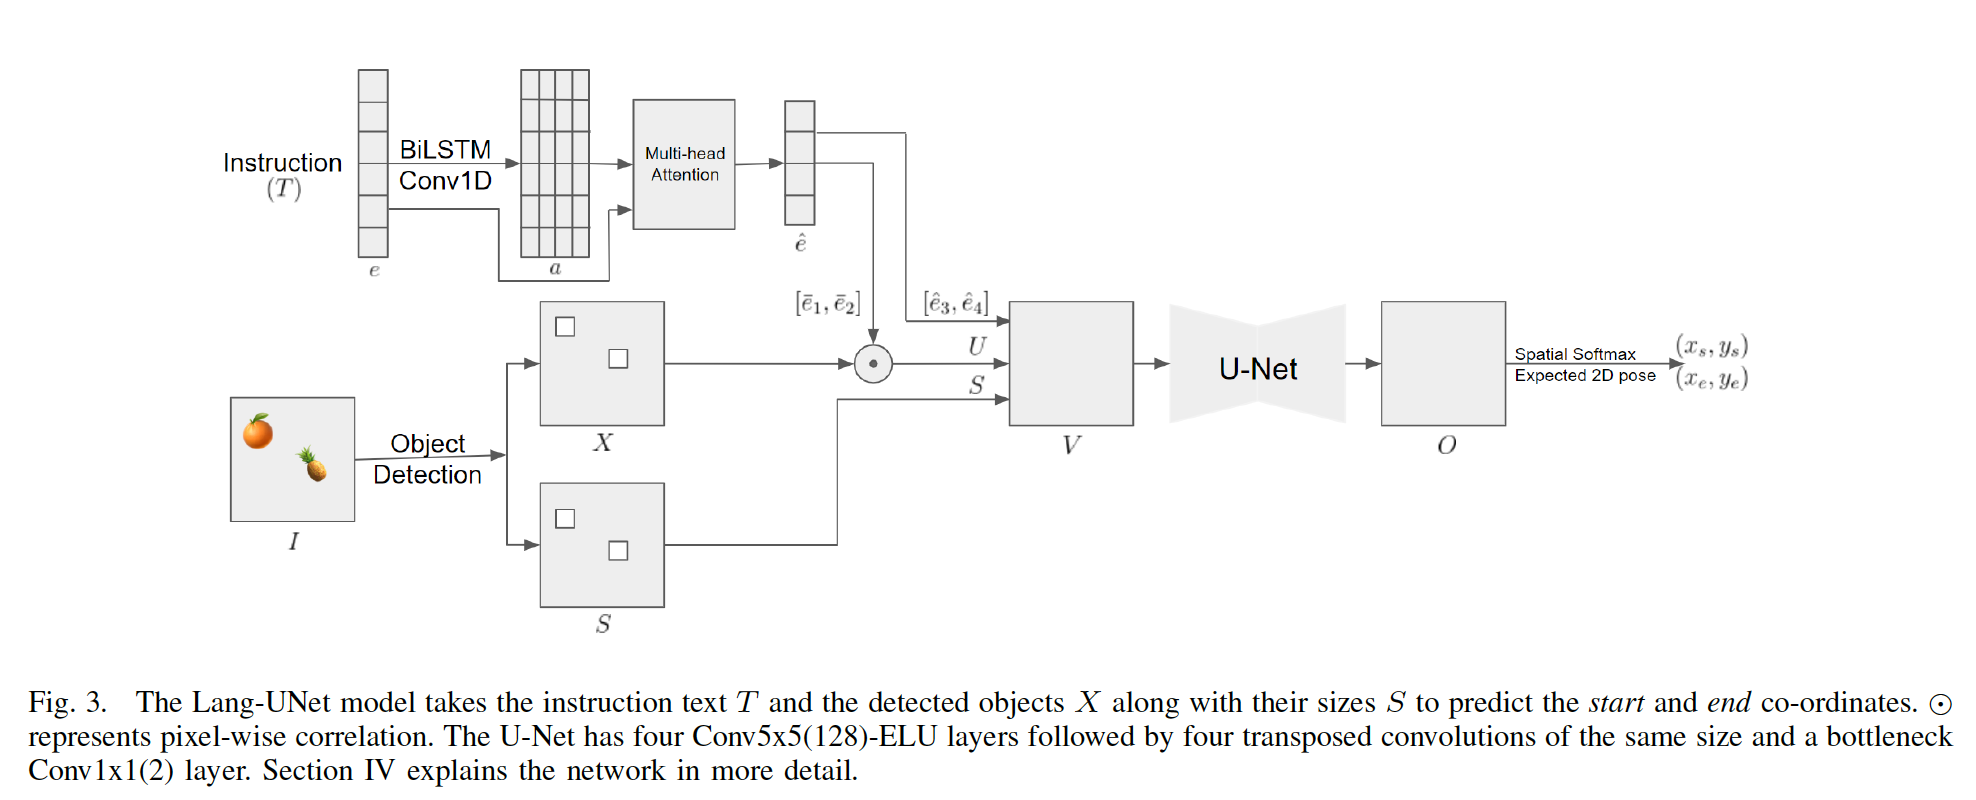 Instruction
(T)
e
BiLSTM
Conv1D
a
Multi-head
Attention
ê
[ē₁, ē₂]
[ê₃, ê₄]
U
S
I
Object
Detection
X
S
V
U-Net
O
Spatial Softmax
Expected 2D pose
(xₛ, yₛ)
(xₑ, yₑ)
Fig. 3. The Lang-UNet model takes the instruction text T and the detected objects X along with their sizes S to predict the start and end co-ordinates. ⊙
represents pixel-wise correlation. The U-Net has four Conv5x5(128)-ELU layers followed by four transposed convolutions of the same size and a bottleneck
Conv1x1(2) layer. Section IV explains the network in more detail.